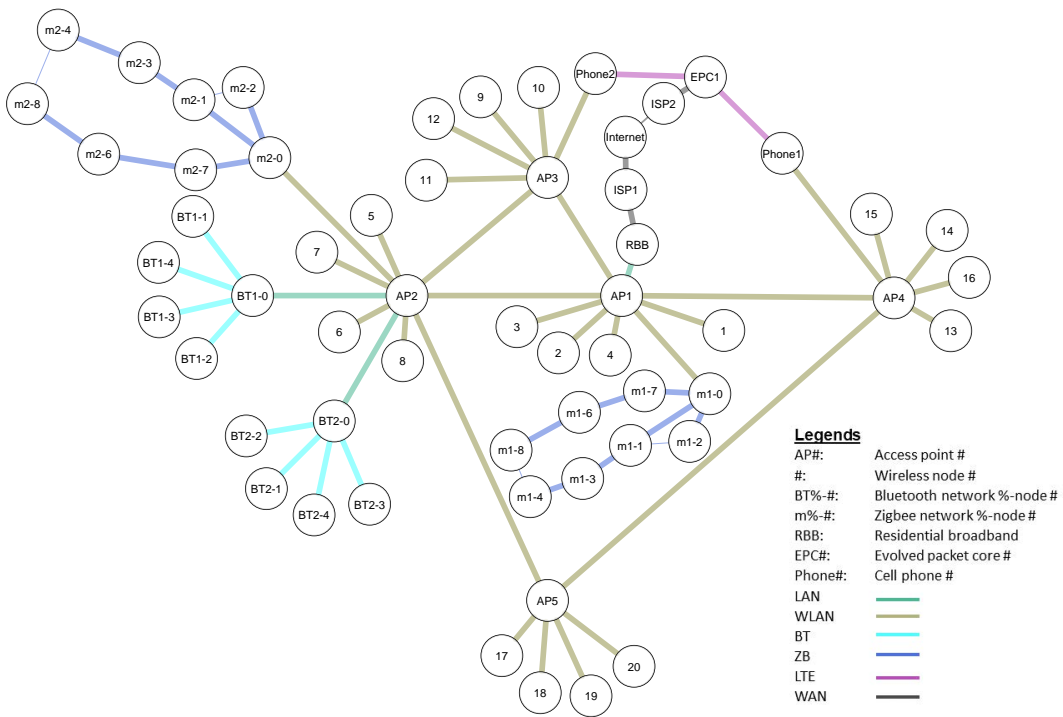 m2-4
m2-3
m2-8
m2-1
m2-2
m2-6
m2-7
m2-0
Phone2
EPC1
ISP2
Internet
Phone1
ISP1
RBB
9
10
12
11
AP3
5
7
6
8
AP2
BT1-1
BT1-4
BT1-3
BT1-2
BT1-0
AP1
3
2
4
1
15
14
16
13
AP4
BT2-0
BT2-2
BT2-1
BT2-4
BT2-3
m1-7
m1-0
m1-6
m1-1
m1-2
m1-8
m1-3
m1-4
AP5
17
18
19
20
Legends
AP#: Access point #
#: Wireless node #
BT%-#: Bluetooth network %-node #
m%-#: Zigbee network %-node #
RBB: Residential broadband
EPC#: Evolved packet core #
Phone#: Cell phone #
LAN
WLAN
BT
ZB
LTE
WAN